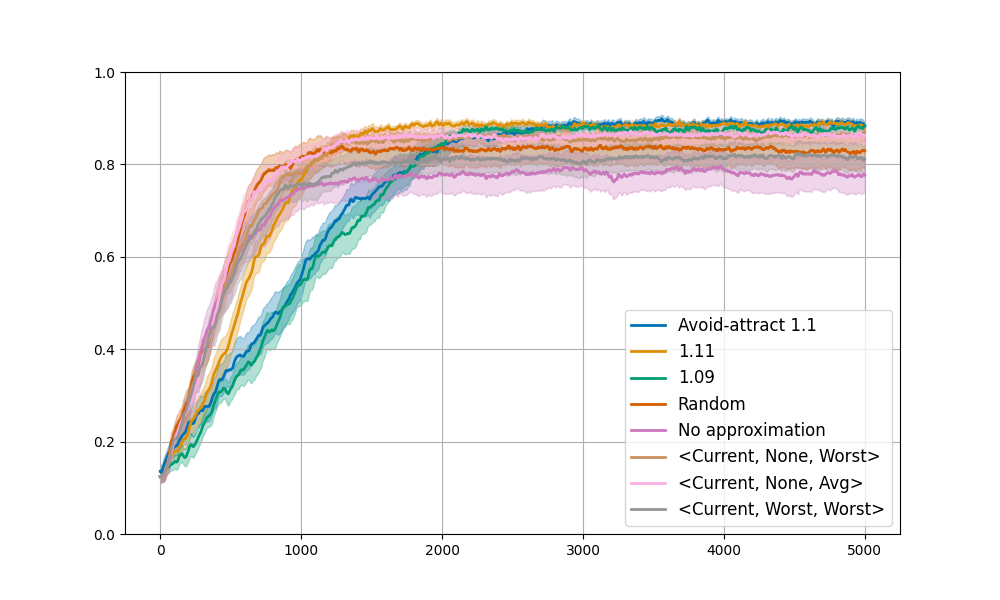 1.0
0.8
0.6
0.4
0.2
0.0
0 1000 2000 3000 4000 5000
Avoid-attract 1.1
1.11
1.09
Random
No approximation
<Current, None, Worst>
<Current, None, Avg>
<Current, Worst, Worst>